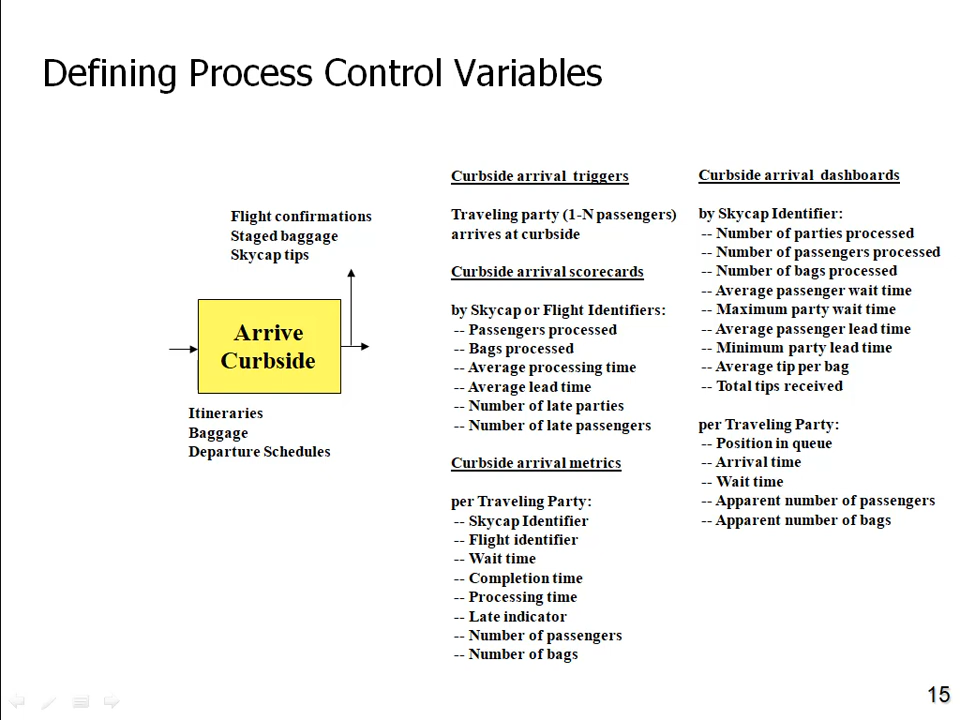 Defining Process Control Variables
Flight confirmations
Staged baggage
Skycap tips
Arrive
Curbside
Itineraries
Baggage
Departure Schedules
Curbside arrival triggers
Traveling party (1-N passengers)
arrives at curbside
Curbside arrival scorecards
by Skycap or Flight Identifiers:
-- Passengers processed
-- Bags processed
-- Average processing time
-- Average lead time
-- Number of late parties
-- Number of late passengers
Curbside arrival metrics
per Traveling Party:
-- Skycap Identifier
-- Flight identifier
-- Wait time
-- Completion time
-- Processing time
-- Late indicator
-- Number of passengers
-- Number of bags
Curbside arrival dashboards
by Skycap Identifier:
-- Number of parties processed
-- Number of passengers processed
-- Number of bags processed
-- Average passenger wait time
-- Maximum party wait time
-- Average passenger lead time
-- Minimum party lead time
-- Average tip per bag
-- Total tips received
per Traveling Party:
-- Position in queue
-- Arrival time
-- Wait time
-- Apparent number of passengers
-- Apparent number of bags
15